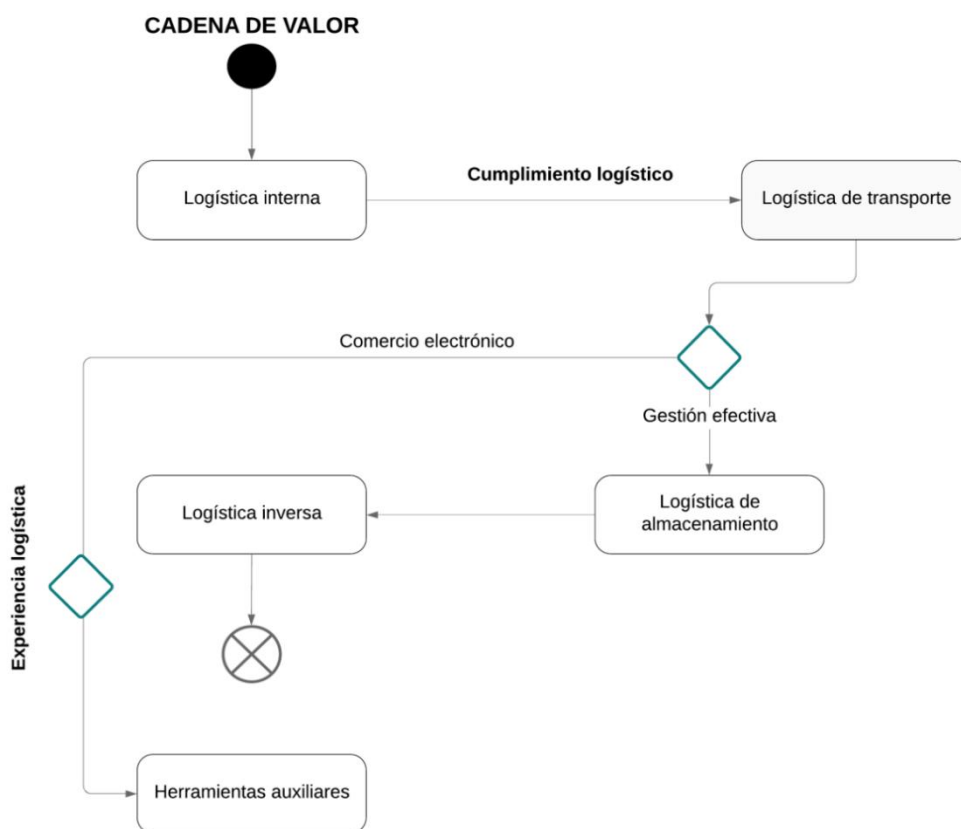 CADENA DE VALOR
Logística interna
Cumplimiento logístico
Logística de transporte
Comercio electrónico
Gestión efectiva
Logística inversa
Logística de
almacenamiento
Experiencia logística
Herramientas auxiliares